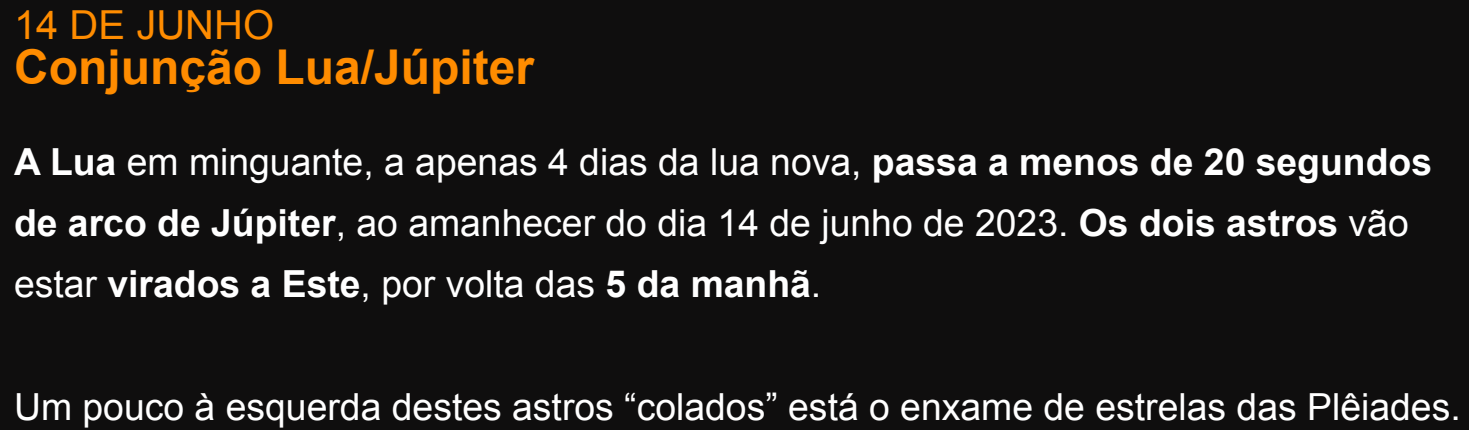 14 DE JUNHO
Conjunção Lua/Júpiter
A Lua em minguante, a apenas 4 dias da lua nova, passa a menos de 20 segundos
de arco de Júpiter, ao amanhecer do dia 14 de junho de 2023. Os dois astros vão
estar virados a Este, por volta das 5 da manhã.
Um pouco à esquerda destes astros “colados” está o enxame de estrelas das Plêiades.